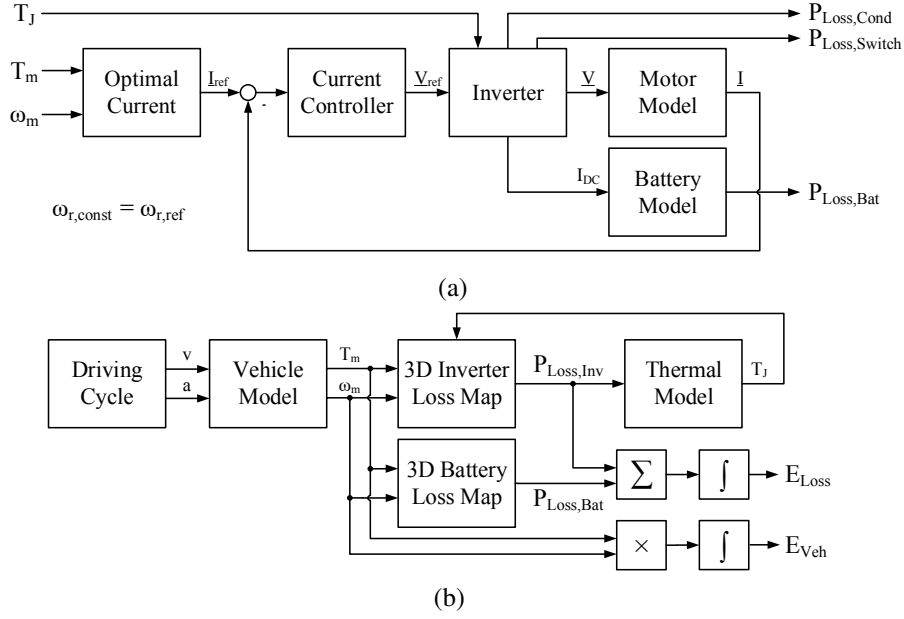 T_J
P_Loss,Cond
P_Loss,Switch
T_m
ω_m
Optimal
Current
I_ref
-
Current
Controller
V_ref
Inverter
V
Motor
Model
I
I_DC
Battery
Model
P_Loss,Bat
ω_r,const = ω_r,ref
(a)
Driving
Cycle
v
a
Vehicle
Model
T_m
ω_m
3D Inverter
Loss Map
P_Loss,Inv
Thermal
Model
T_J
3D Battery
Loss Map
P_Loss,Bat
∑
∫
E_Loss
×
∫
E_Veh
(b)